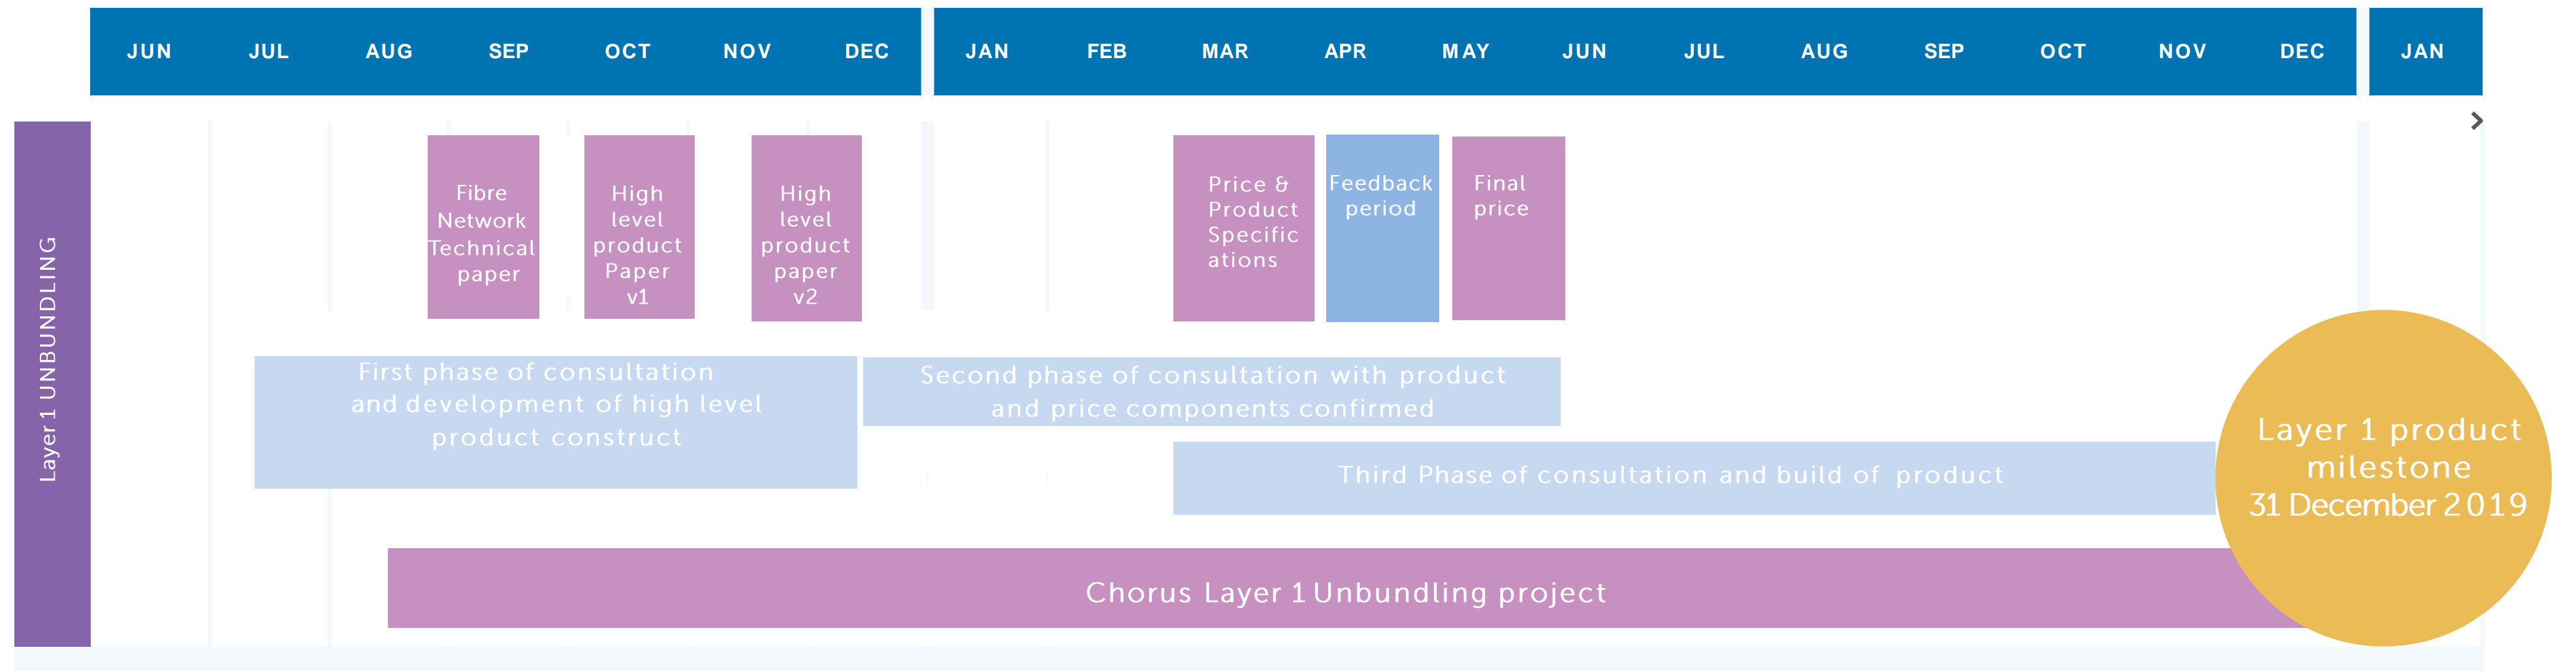 JUN JUL AUG SEP OCT NOV DEC JAN FEB MAR APR MAY JUN JUL AUG SEP OCT NOV DEC JAN
Layer 1 UNBUNDLING
Fibre
Network
Technical
paper
High
level
product
Paper
v1
High
level
product
paper
v2
Price &
Product
Specific
ations
Feedback
period
Final
price
First phase of consultation
and development of high level
product construct
Second phase of consultation with product
and price components confirmed
Third Phase of consultation and build of product
Layer 1 product
milestone
31 December 2019
Chorus Layer 1 Unbundling project